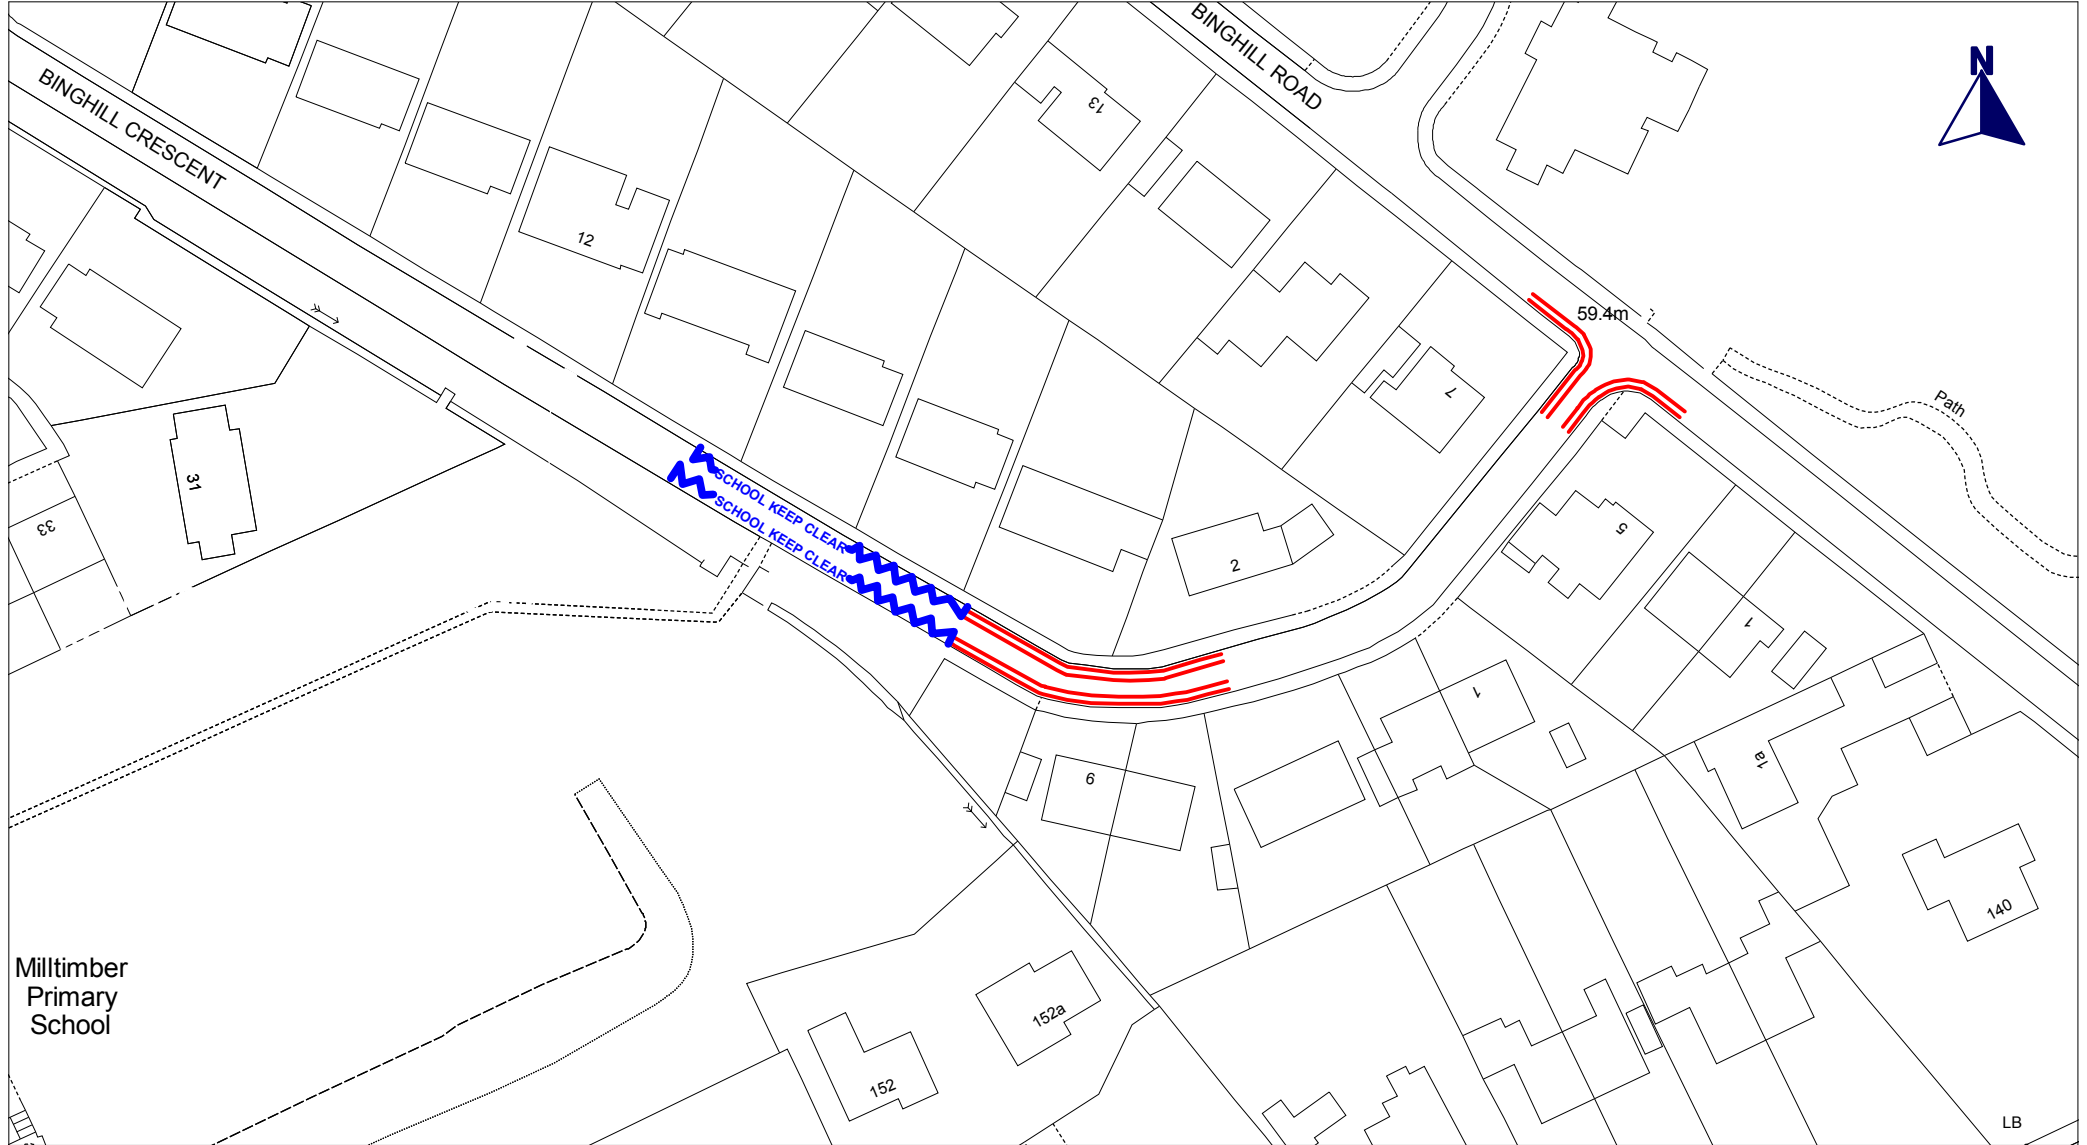 BINGHILL ROAD
N
BINGHILL CRESCENT
13
12
59.4m
7
Path
31
33
SCHOOL KEEP CLEAR
SCHOOL KEEP CLEAR
5
2
1
1
1a
6
140
Milltimber
Primary
School
152a
152
LB